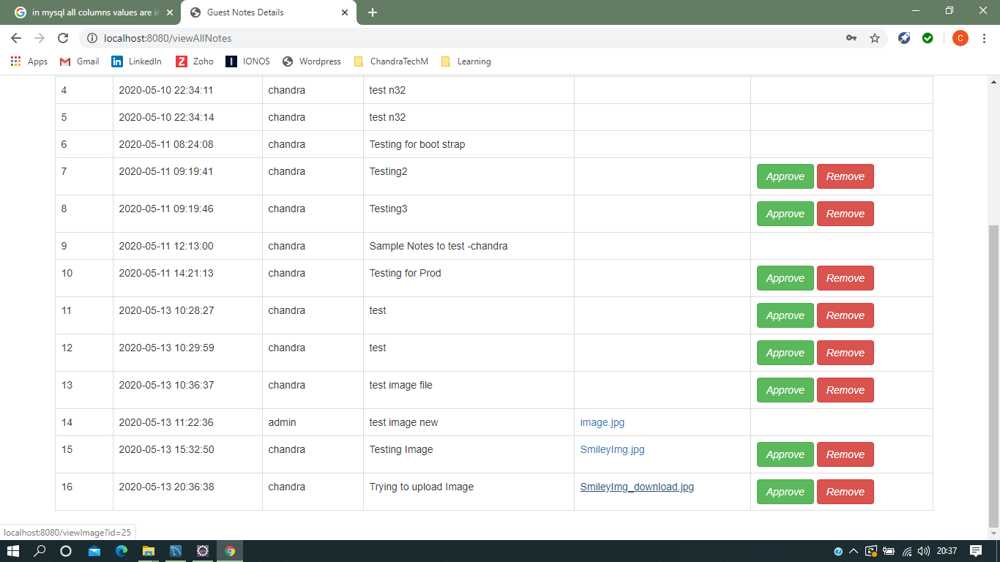 in mysql all columns values are in
Guest Notes Details
localhost:8080/viewAllNotes
C
Apps Gmail LinkedIn Zoho IONOS Wordpress ChandraTechM Learning
4 2020-05-10 22:34:11 chandra test n32
5 2020-05-10 22:34:14 chandra test n32
6 2020-05-11 08:24:08 chandra Testing for boot strap
7 2020-05-11 09:19:41 chandra Testing2 Approve Remove
8 2020-05-11 09:19:46 chandra Testing3 Approve Remove
9 2020-05-11 12:13:00 chandra Sample Notes to test -chandra
10 2020-05-11 14:21:13 chandra Testing for Prod Approve Remove
11 2020-05-13 10:28:27 chandra test Approve Remove
12 2020-05-13 10:29:59 chandra test Approve Remove
13 2020-05-13 10:36:37 chandra test image file Approve Remove
14 2020-05-13 11:22:36 admin test image new image.jpg
15 2020-05-13 15:32:50 chandra Testing Image SmileyImg.jpg Approve Remove
16 2020-05-13 20:36:38 chandra Trying to upload Image SmileyImg_download.jpg Approve Remove
localhost:8080/viewImage?id=25
20:37